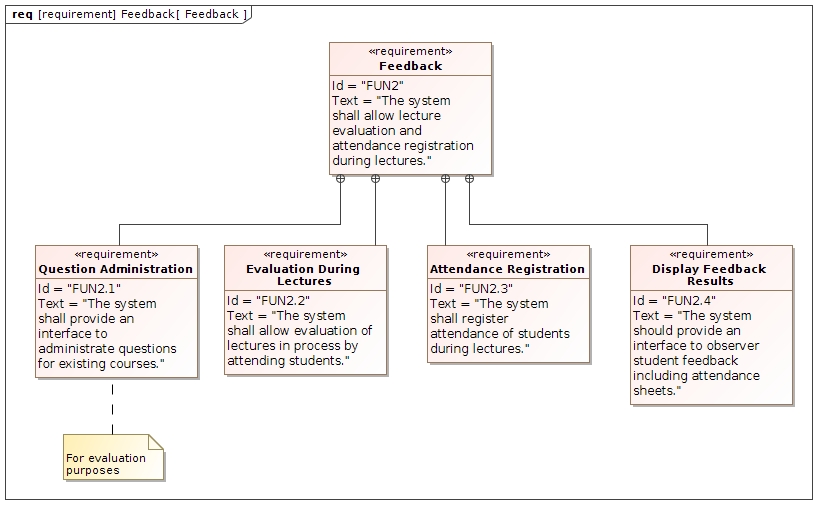 req [requirement] Feedback[ Feedback ]
«requirement»
Feedback
Id = "FUN2"
Text = "The system
shall allow lecture
evaluation and
attendance registration
during lectures."
«requirement»
Question Administration
Id = "FUN2.1"
Text = "The system
shall provide an
interface to
administrate questions
for existing courses."
«requirement»
Evaluation During
Lectures
Id = "FUN2.2"
Text = "The system
shall allow evaluation of
lectures in process by
attending students."
«requirement»
Attendance Registration
Id = "FUN2.3"
Text = "The system
shall register
attendance of students
during lectures."
«requirement»
Display Feedback
Results
Id = "FUN2.4"
Text = "The system
should provide an
interface to observer
student feedback
including attendance
sheets."
For evaluation
purposes